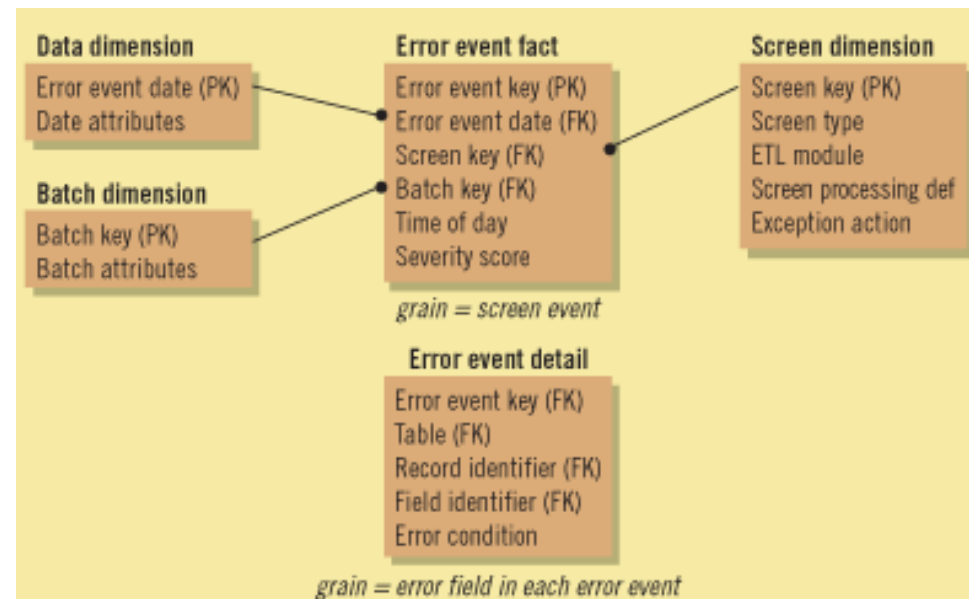 Data dimension
Error event date (PK)
Date attributes
Batch dimension
Batch key (PK)
Batch attributes
Error event fact
Error event key (PK)
Error event date (FK)
Screen key (FK)
Batch key (FK)
Time of day
Severity score
grain = screen event
Screen dimension
Screen key (PK)
Screen type
ETL module
Screen processing def
Exception action
Error event detail
Error event key (FK)
Table (FK)
Record identifier (FK)
Field identifier (FK)
Error condition
grain = error field in each error event